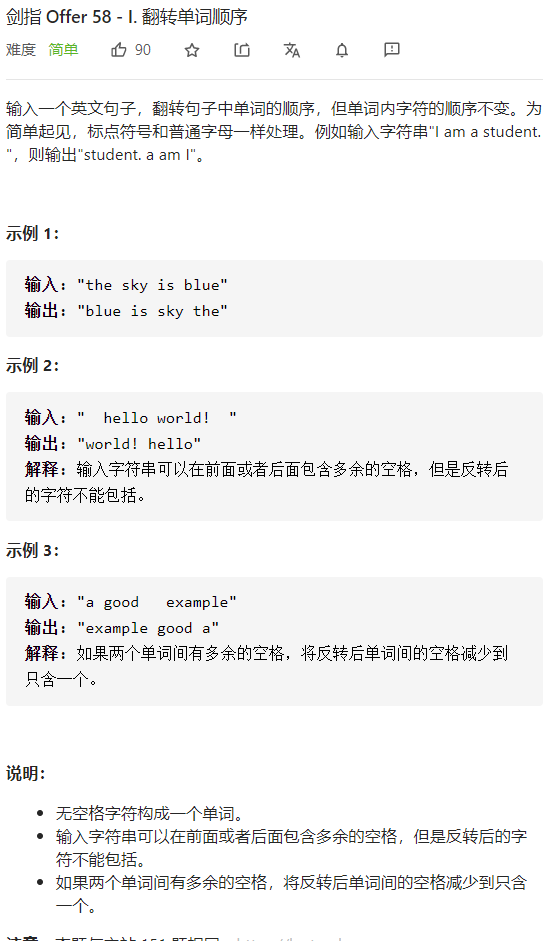 剑指 Offer 58 - I. 翻转单词顺序
难度 简单 90
输入一个英文句子，翻转句子中单词的顺序，但单词内字符的顺序不变。为
简单起见，标点符号和普通字母一样处理。例如输入字符串"I am a student.
"，则输出"student. a am I"。
示例 1：
输入："the sky is blue"
输出："blue is sky the"
示例 2：
输入："  hello world!  "
输出："world! hello"
解释：输入字符串可以在前面或者后面包含多余的空格，但是反转后
的字符不能包括。
示例 3：
输入："a good   example"
输出："example good a"
解释：如果两个单词间有多余的空格，将反转后单词间的空格减少到
只含一个。
说明：
• 无空格字符构成一个单词。
• 输入字符串可以在前面或者后面包含多余的空格，但是反转后的字
符不能包括。
• 如果两个单词间有多余的空格，将反转后单词间的空格减少到只含
一个。